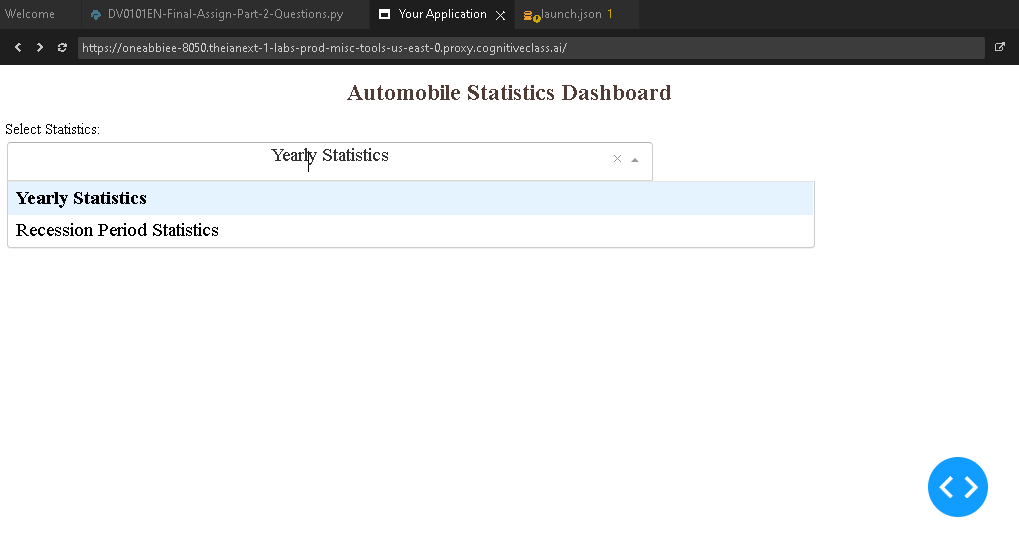 Welcome DV0101EN-Final-Assign-Part-2-Questions.py Your Application launch.json 1
https://oneabbiee-8050.theianext-1-labs-prod-misc-tools-us-east-0.proxy.cognitiveclass.ai/
Automobile Statistics Dashboard
Select Statistics:
Yearly Statistics
Yearly Statistics
Recession Period Statistics